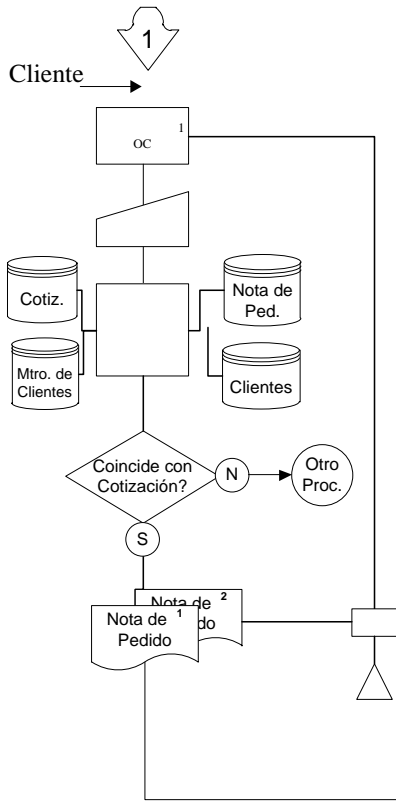 1
Cliente
1
OC
Cotiz.
Nota de
Ped.
Mtro. de
Clientes
Clientes
Coincide con
Cotización?
N
Otro
Proc.
S
Nota de 2
do
Nota de 1
Pedido